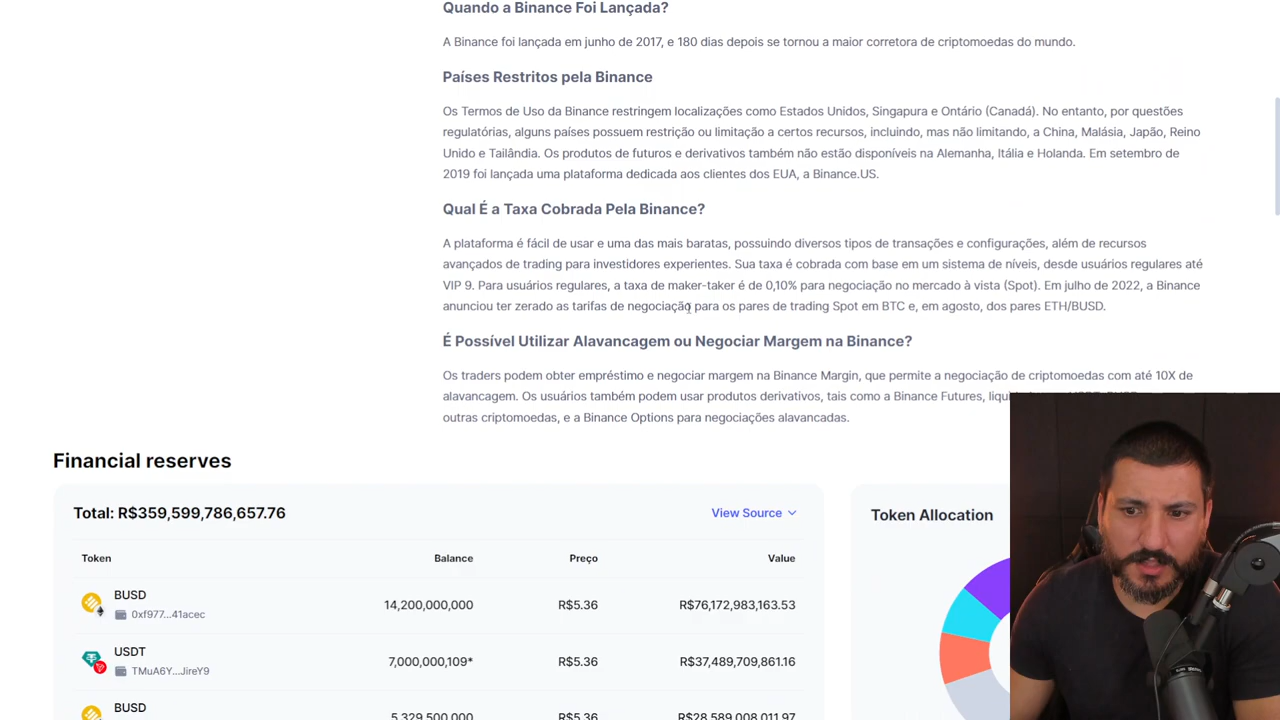 Quando a Binance Foi Lançada?
A Binance foi lançada em junho de 2017, e 180 dias depois se tornou a maior corretora de criptomoedas do mundo.
Países Restritos pela Binance
Os Termos de Uso da Binance restringem localizações como Estados Unidos, Singapura e Ontário (Canadá). No entanto, por questões
regulatórias, alguns países possuem restrição ou limitação a certos recursos, incluindo, mas não limitando, a China, Malásia, Japão, Reino
Unido e Tailândia. Os produtos de futuros e derivativos também não estão disponíveis na Alemanha, Itália e Holanda. Em setembro de
2019 foi lançada uma plataforma dedicada aos clientes dos EUA, a Binance.US.
Qual É a Taxa Cobrada Pela Binance?
A plataforma é fácil de usar e uma das mais baratas, possuindo diversos tipos de transações e configurações, além de recursos
avançados de trading para investidores experientes. Sua taxa é cobrada com base em um sistema de níveis, desde usuários regulares até
VIP 9. Para usuários regulares, a taxa de maker-taker é de 0,10% para negociação no mercado à vista (Spot). Em julho de 2022, a Binance
anunciou ter zerado as tarifas de negociação para os pares de trading Spot em BTC e, em agosto, dos pares ETH/BUSD.
É Possível Utilizar Alavancagem ou Negociar Margem na Binance?
Os traders podem obter empréstimo e negociar margem na Binance Margin, que permite a negociação de criptomoedas com até 10X de
alavancagem. Os usuários também podem usar produtos derivativos, tais como a Binance Futures,
outras criptomoedas, e a Binance Options para negociações alavancadas.
Financial reserves
Total: R$359,599,786,657.76
View Source
Token Allocation
Token Balance Preço Value
BUSD
0xf977...41acec
14,200,000,000 R$5.36 R$76,172,983,163.53
USDT
TMuA6Y...JireY9
7,000,000,109* R$5.36 R$37,489,709,861.16
BUSD
5,329,500,000 R$5.36 R$28,589,008,011.97